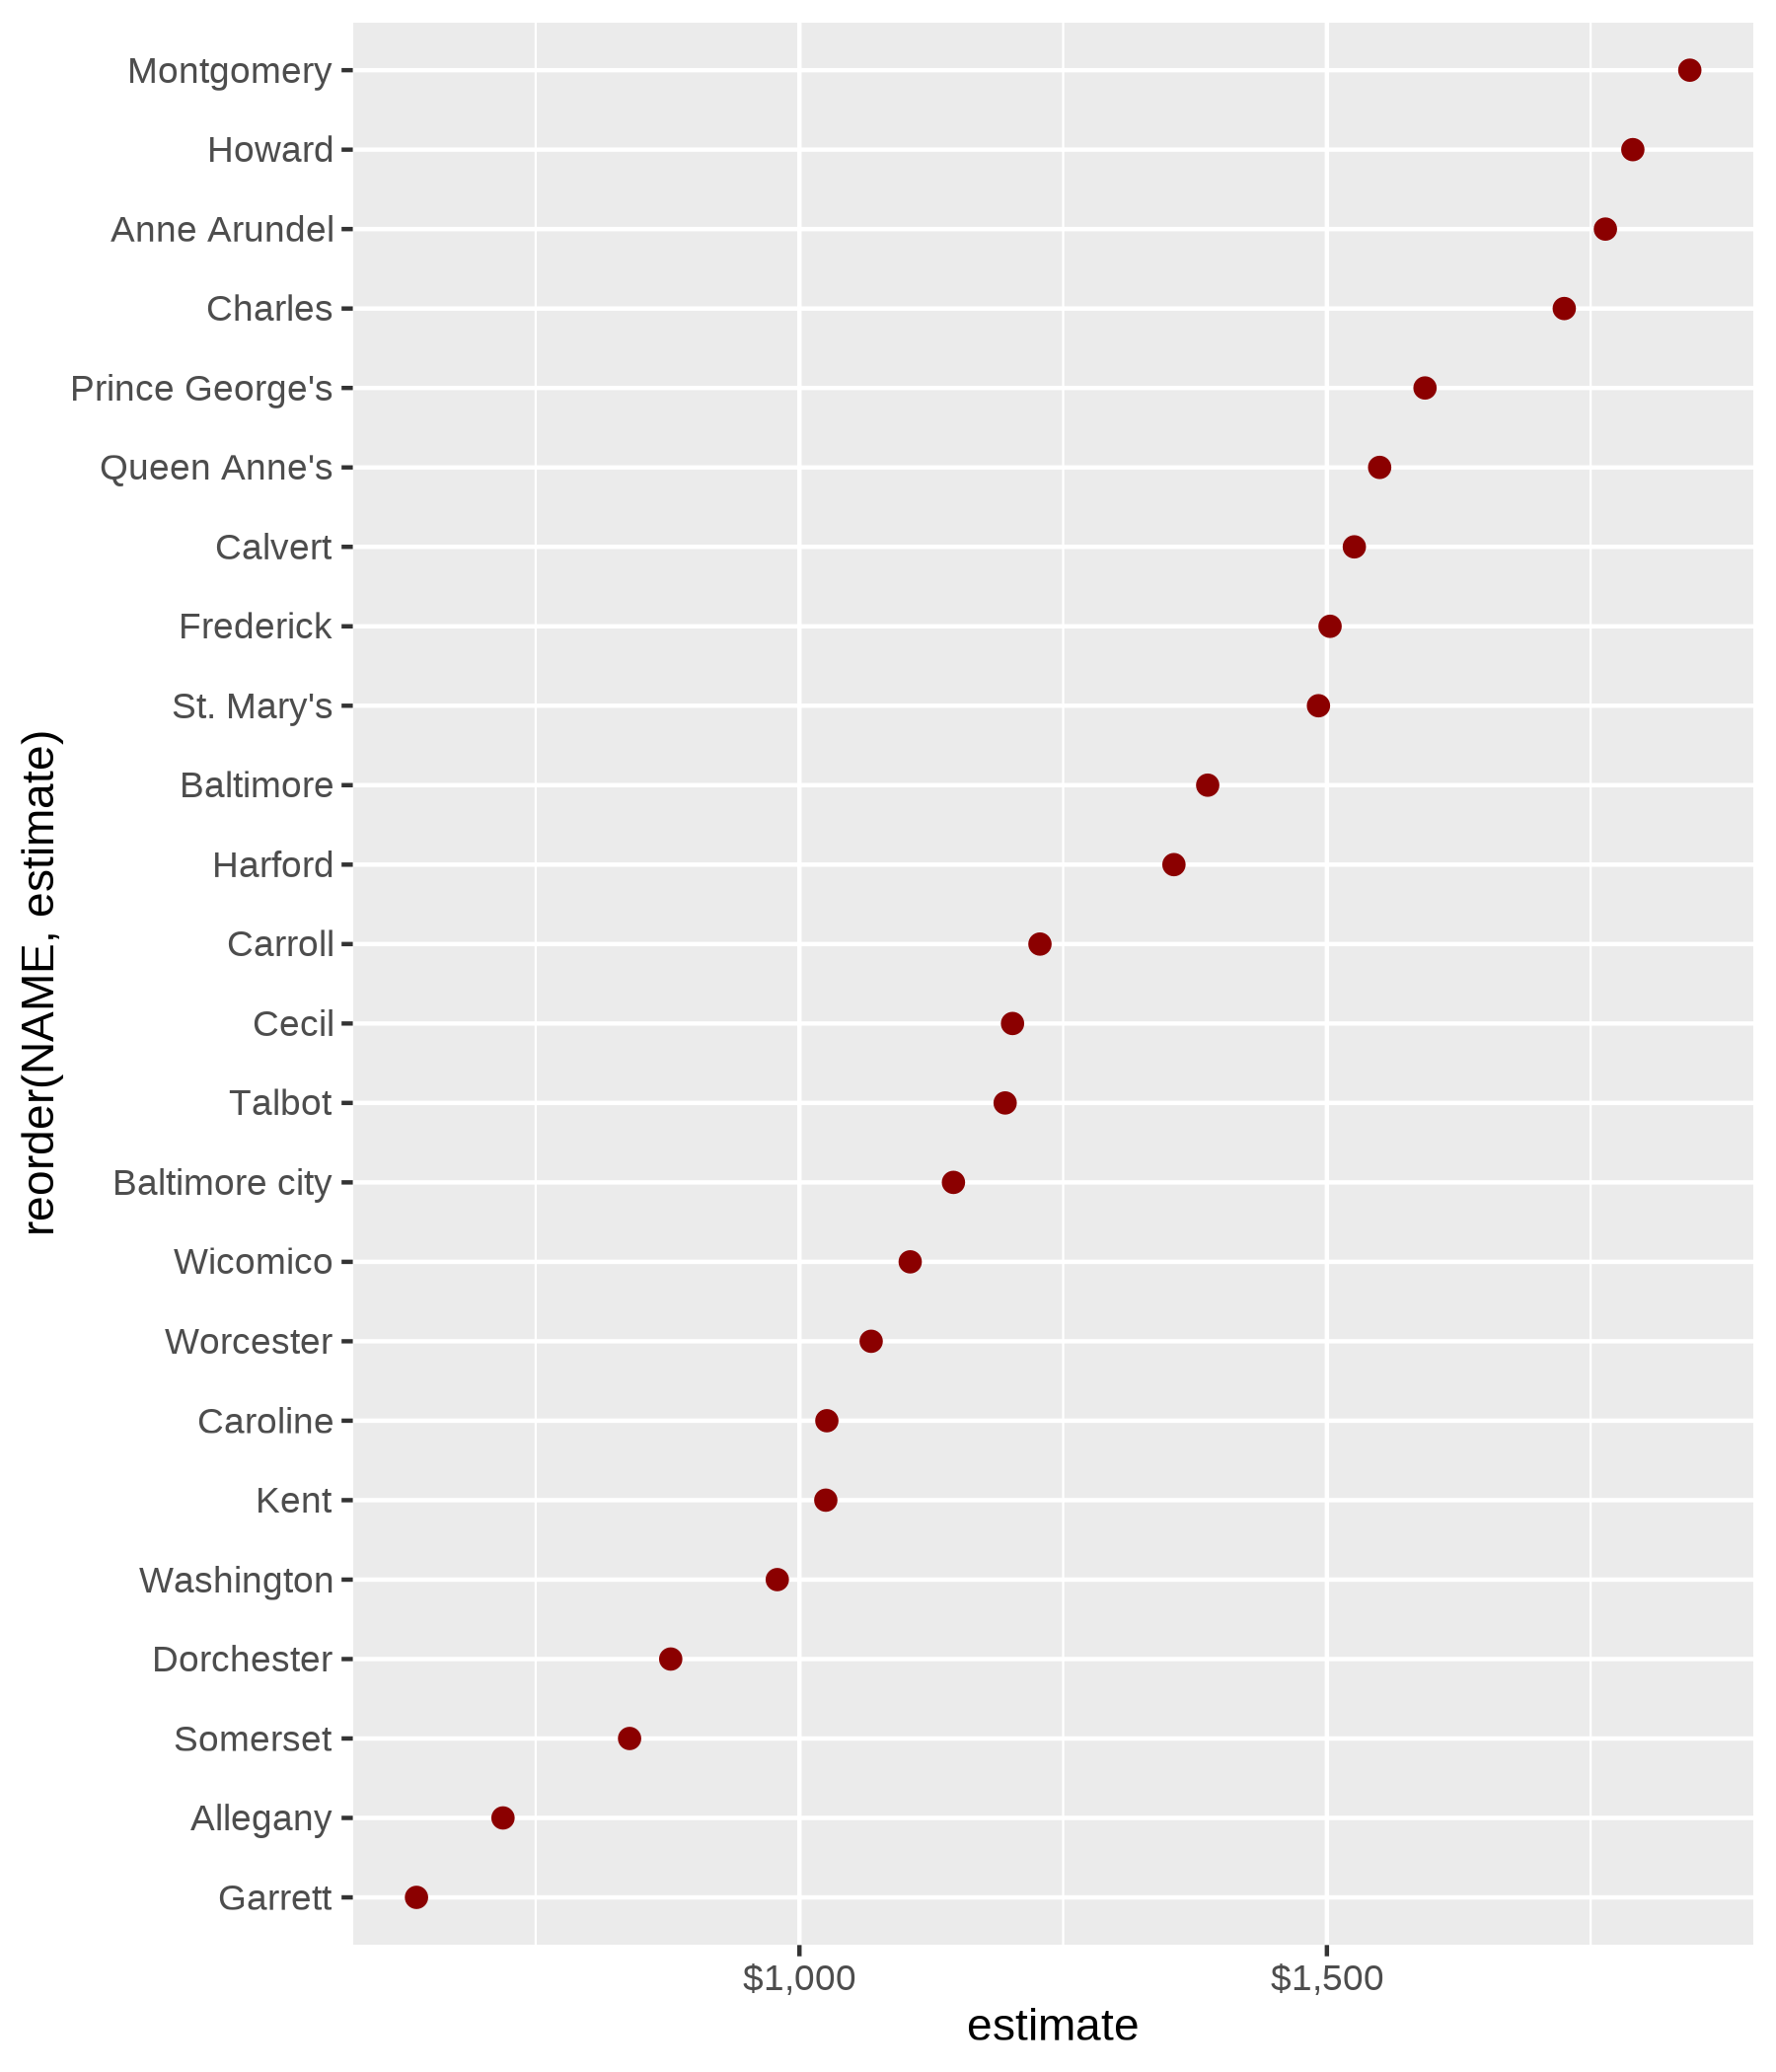 Montgomery
Howard
Anne Arundel
Charles
Prince George's
Queen Anne's
Calvert
Frederick
St. Mary's
Baltimore
Harford
Carroll
Cecil
Talbot
Baltimore city
Wicomico
Worcester
Caroline
Kent
Washington
Dorchester
Somerset
Allegany
Garrett
reorder(NAME, estimate)
$1,000 $1,500
estimate